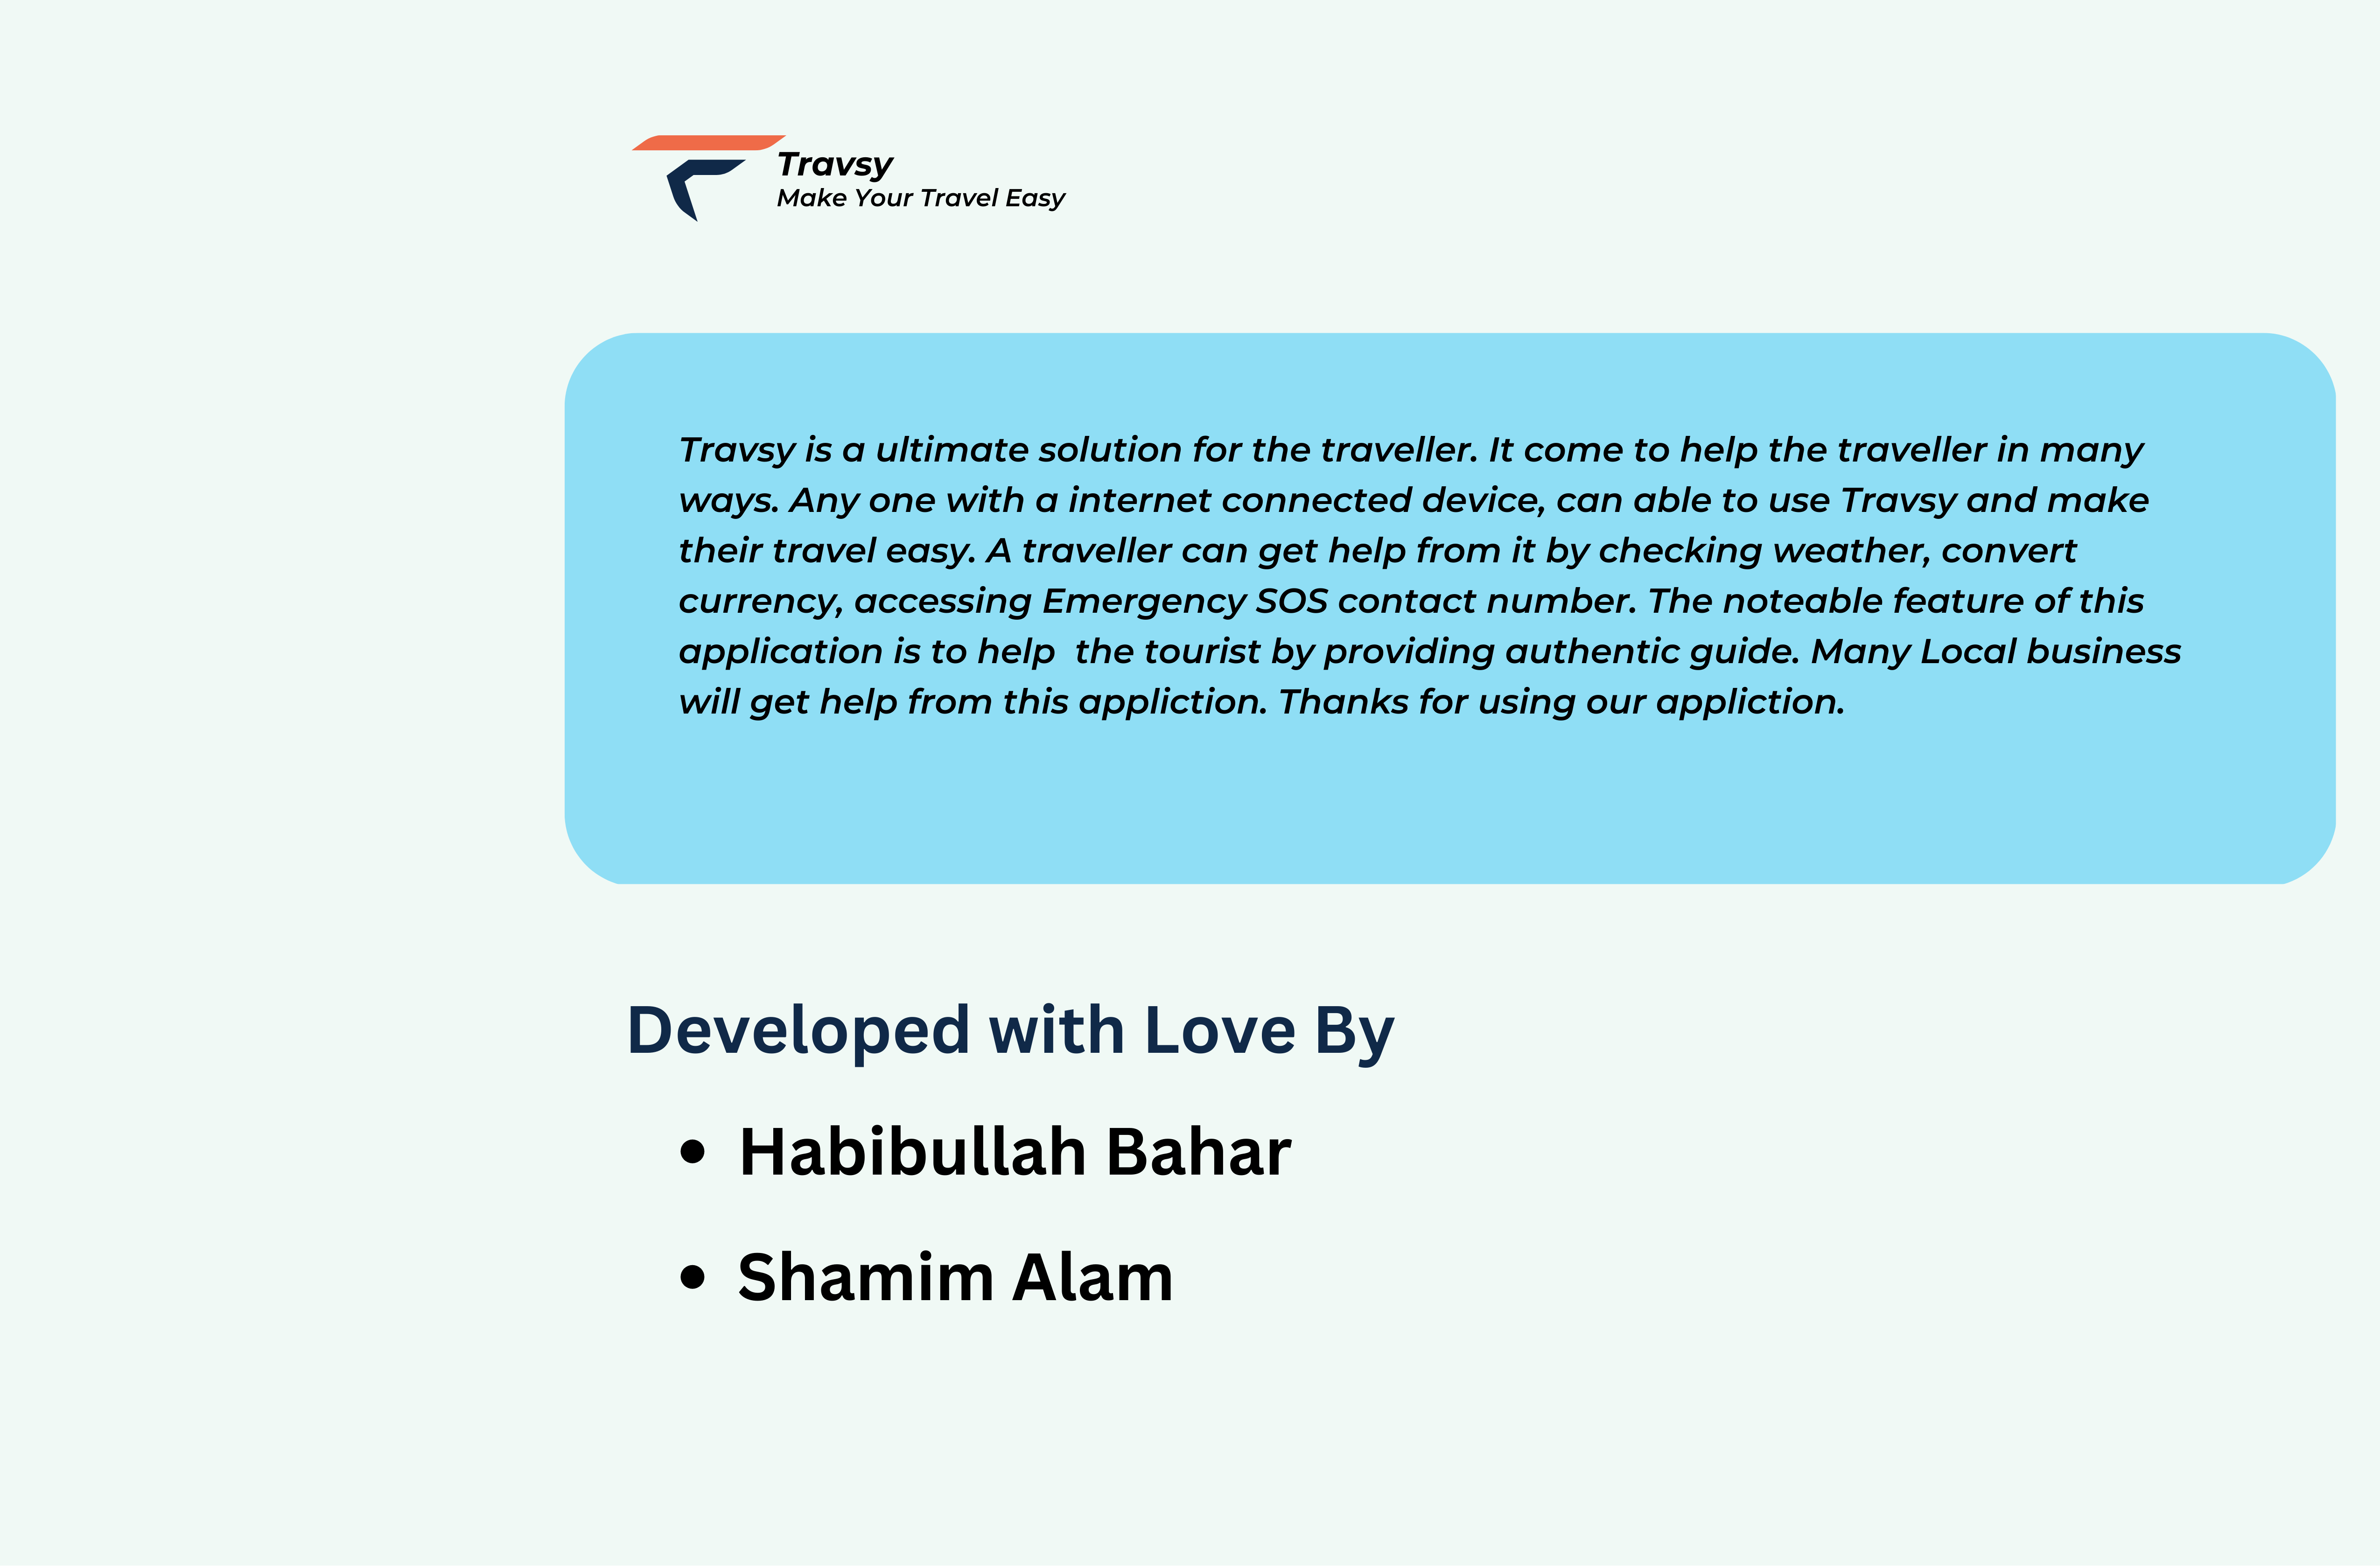 Travsy
Make Your Travel Easy
Travsy is a ultimate solution for the traveller. It come to help the traveller in many
ways. Any one with a internet connected device, can able to use Travsy and make
their travel easy. A traveller can get help from it by checking weather, convert
currency, accessing Emergency SOS contact number. The noteable feature of this
application is to help  the tourist by providing authentic guide. Many Local business
will get help from this appliction. Thanks for using our appliction.
Developed with Love By
• Habibullah Bahar
• Shamim Alam